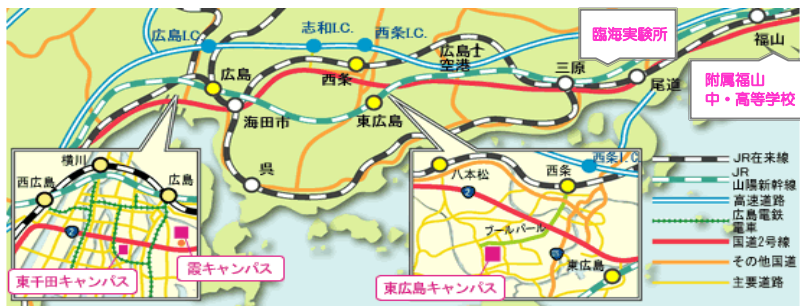 広島I.C.
志和I.C.
西条I.C.
広島
西条
広島士
空港
三原
臨海実験所
福山
附属福山
中・高等学校
尾道
海田市
東広島
呉
横川
西広島
広島
2
東千田キャンパス
霞キャンパス
八本松
西条
西条I.C
2
ブールバール
東広島
東広島キャンパス
JR在来線
JR
山陽新幹線
高速道路
広島電鉄
電車
国道2号線
その他国道
主要道路